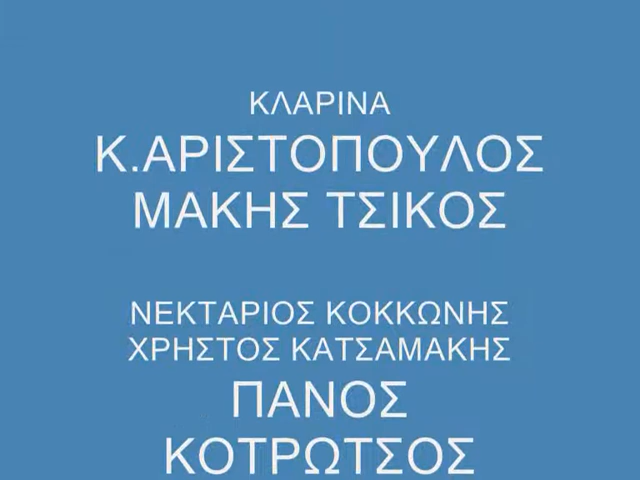 ΚΛΑΡΙΝΑ
Κ.ΑΡΙΣΤΟΠΟΥΛΟΣ
ΜΑΚΗΣ ΤΣΙΚΟΣ
ΝΕΚΤΑΡΙΟΣ ΚΟΚΚΩΝΗΣ
ΧΡΗΣΤΟΣ ΚΑΤΣΑΜΑΚΗΣ
ΠΑΝΟΣ
ΚΟΤΡΩΤΣΟΣ